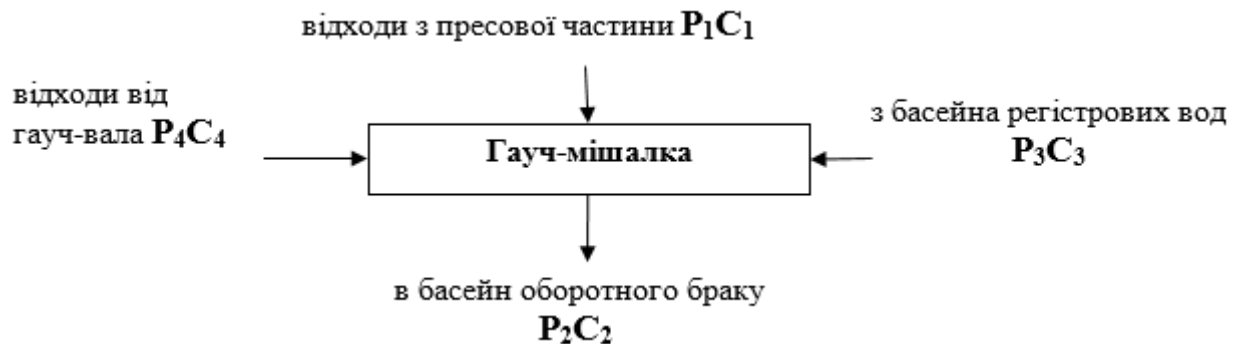 відходи з пресової частини P₁C₁
відходи від
гауч-вала P₄C₄
Гауч-мішалка
з басейна регістрових вод
P₃C₃
в басейн оборотного браку
P₂C₂